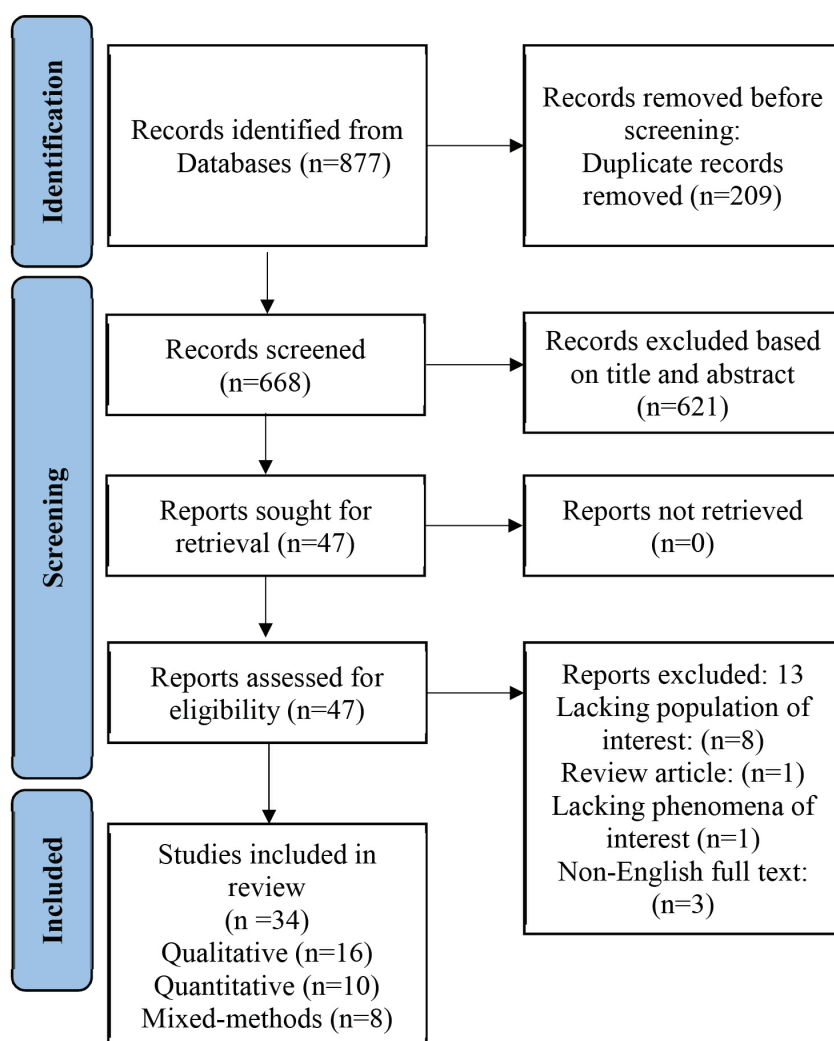 Identification
Records identified from
Databases (n=877)
Records removed before
screening:
Duplicate records
removed (n=209)
Screening
Records screened
(n=668)
Records excluded based
on title and abstract
(n=621)
Reports sought for
retrieval (n=47)
Reports not retrieved
(n=0)
Reports assessed for
eligibility (n=47)
Reports excluded: 13
Lacking population of
interest: (n=8)
Review article: (n=1)
Lacking phenomena of
interest (n=1)
Non-English full text:
(n=3)
Included
Studies included in
review
(n =34)
Qualitative (n=16)
Quantitative (n=10)
Mixed-methods (n=8)